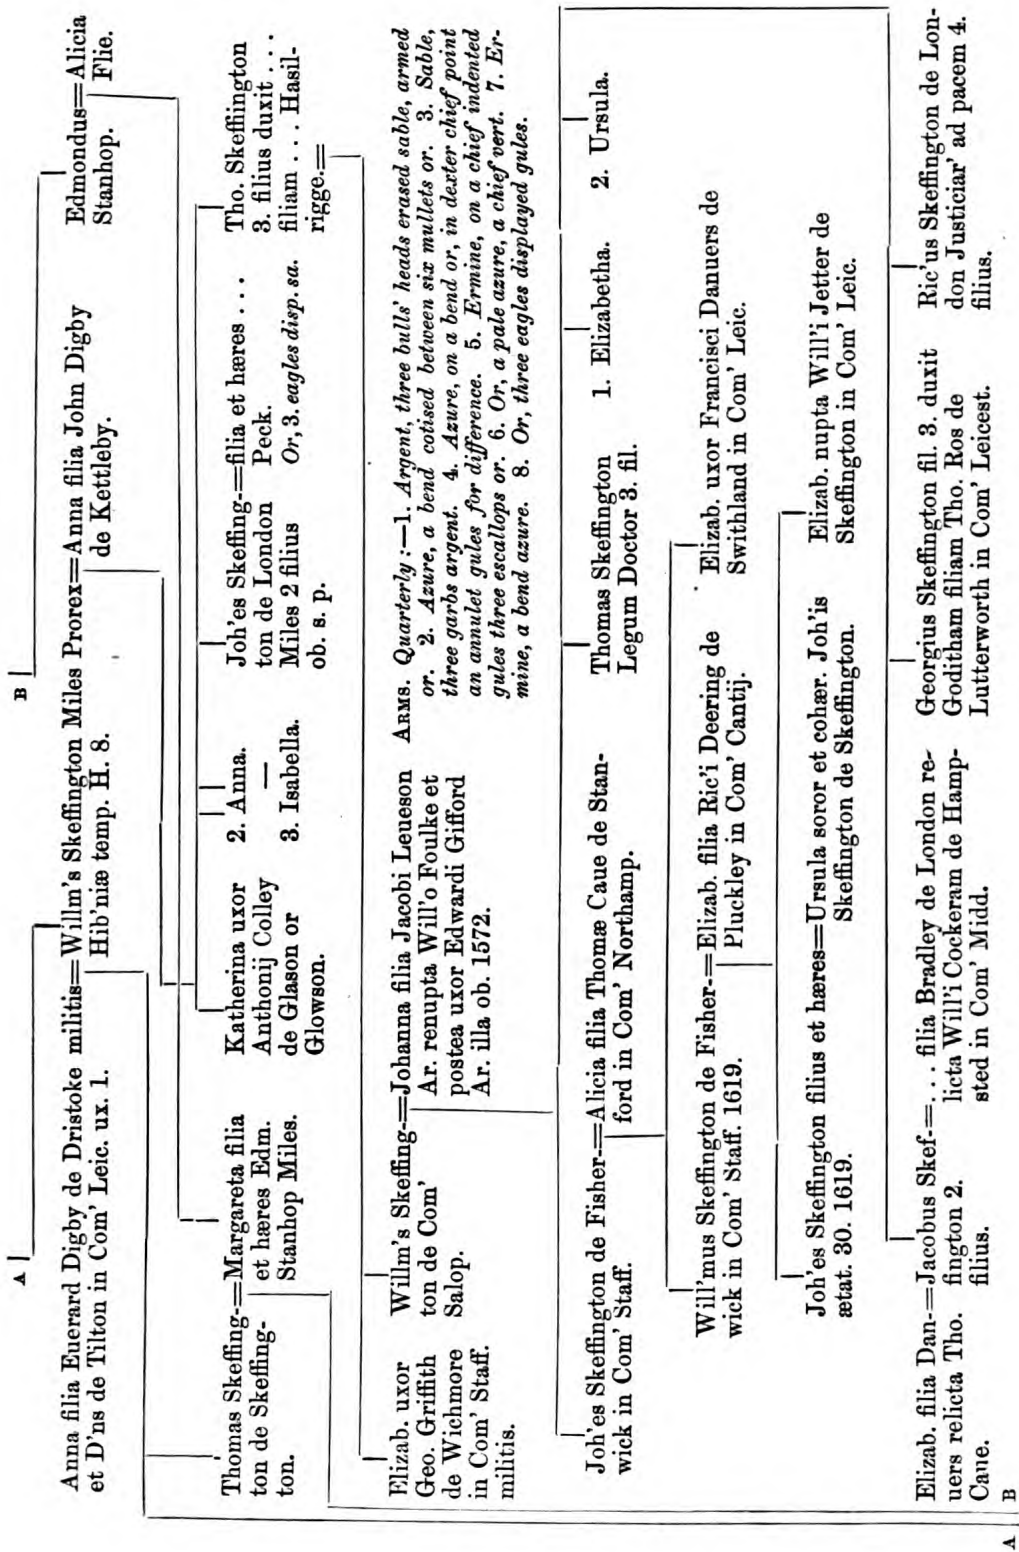 A B
Anna filia Euerard Digby de Dristoke militis=Willm's Skeffington Miles Prorex=Anna filia John Digby
et D'ns de Tilton in Com' Leic. ux. 1.
Hib'niæ temp. H. 8.
de Kettleby.
Edmondus=Alicia
Stanhop. Flie.
Thomas Skeffing-=Margareta filia
ton de Skeffing- et hæres Edm.
ton. Stanhop Miles.
Katherina uxor
Anthonij Colley
de Glason or
Glowson.
2. Anna.
—
3. Isabella.
Joh'es Skeffing-=filia et hæres ...
ton de London Peck.
Miles 2 filius Or, 3. eagles disp. sa.
ob. s. p.
Tho. Skeffiington
3. filius duxit ...
filiam ... Hasil-
rigge.=
Elizab. uxor
Geo. Griffith
de Wichmore
in Com' Staff.
militis.
Willm's Skeffing-=Johanna filia Jacobi Leueson
ton de Com' Ar. renupta Will'o Foulke et
Salop. postea uxor Edwardi Gifford
Ar. illa ob. 1572.
ARMS. Quarterly:—1. Argent, three bulls' heads erased sable, armed
or. 2. Azure, a bend cotised between six mullets or. 3. Sable,
three garbs argent. 4. Azure, on a bend or, in dexter chief point
an annulet gules for difference. 5. Ermine, on a chief indented
gules three escallops or. 6. Or, a pale azure, a chief vert. 7. Er-
mine, a bend azure. 8. Or, three eagles displayed gules.
Joh'es Skeffington de Fisher-=Alicia filia Thomæ Caue de Stan-
wick in Com' Staff. ford in Com' Northamp.
Thomas Skeffington
Legum Doctor 3. fil.
1. Elizabetha.
2. Ursula.
Will'mus Skeffington de Fisher-=Elizab. filia Ric'i Deering de
wick in Com' Staff. 1619. Pluckley in Com' Cantij.
Elizab. uxor Francisci Danuers de
Swithland in Com' Leic.
Joh'es Skeffington filius et hæres=Ursula soror et cohær. Joh'is
ætat. 30. 1619. Skeffington de Skeffington.
Elizab. nupta Will'i Jetter de
Skeffington in Com' Leic.
Elizab. filia Dan-=Jacobus Skef-=... filia Bradley de London re-
uers relicta Tho. fington 2. licta Will'i Cockeram de Hamp-
Caue. filius. sted in Com' Midd.
Georgius Skeffington fil. 3. duxit
Goditham filiam Tho. Ros de
Lutterworth in Com' Leicest.
Ric'us Skeffington de Lon-
don Justiciar' ad pacem 4.
filius.
A B